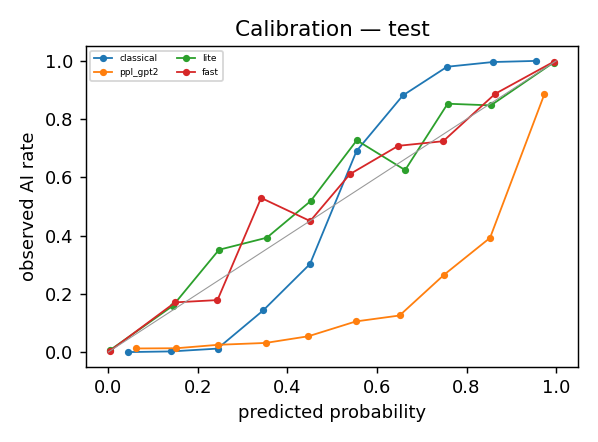 Calibration — test
classical
ppl_gpt2
lite
fast
1.0
0.8
0.6
0.4
0.2
0.0
observed AI rate
0.0 0.2 0.4 0.6 0.8 1.0
predicted probability